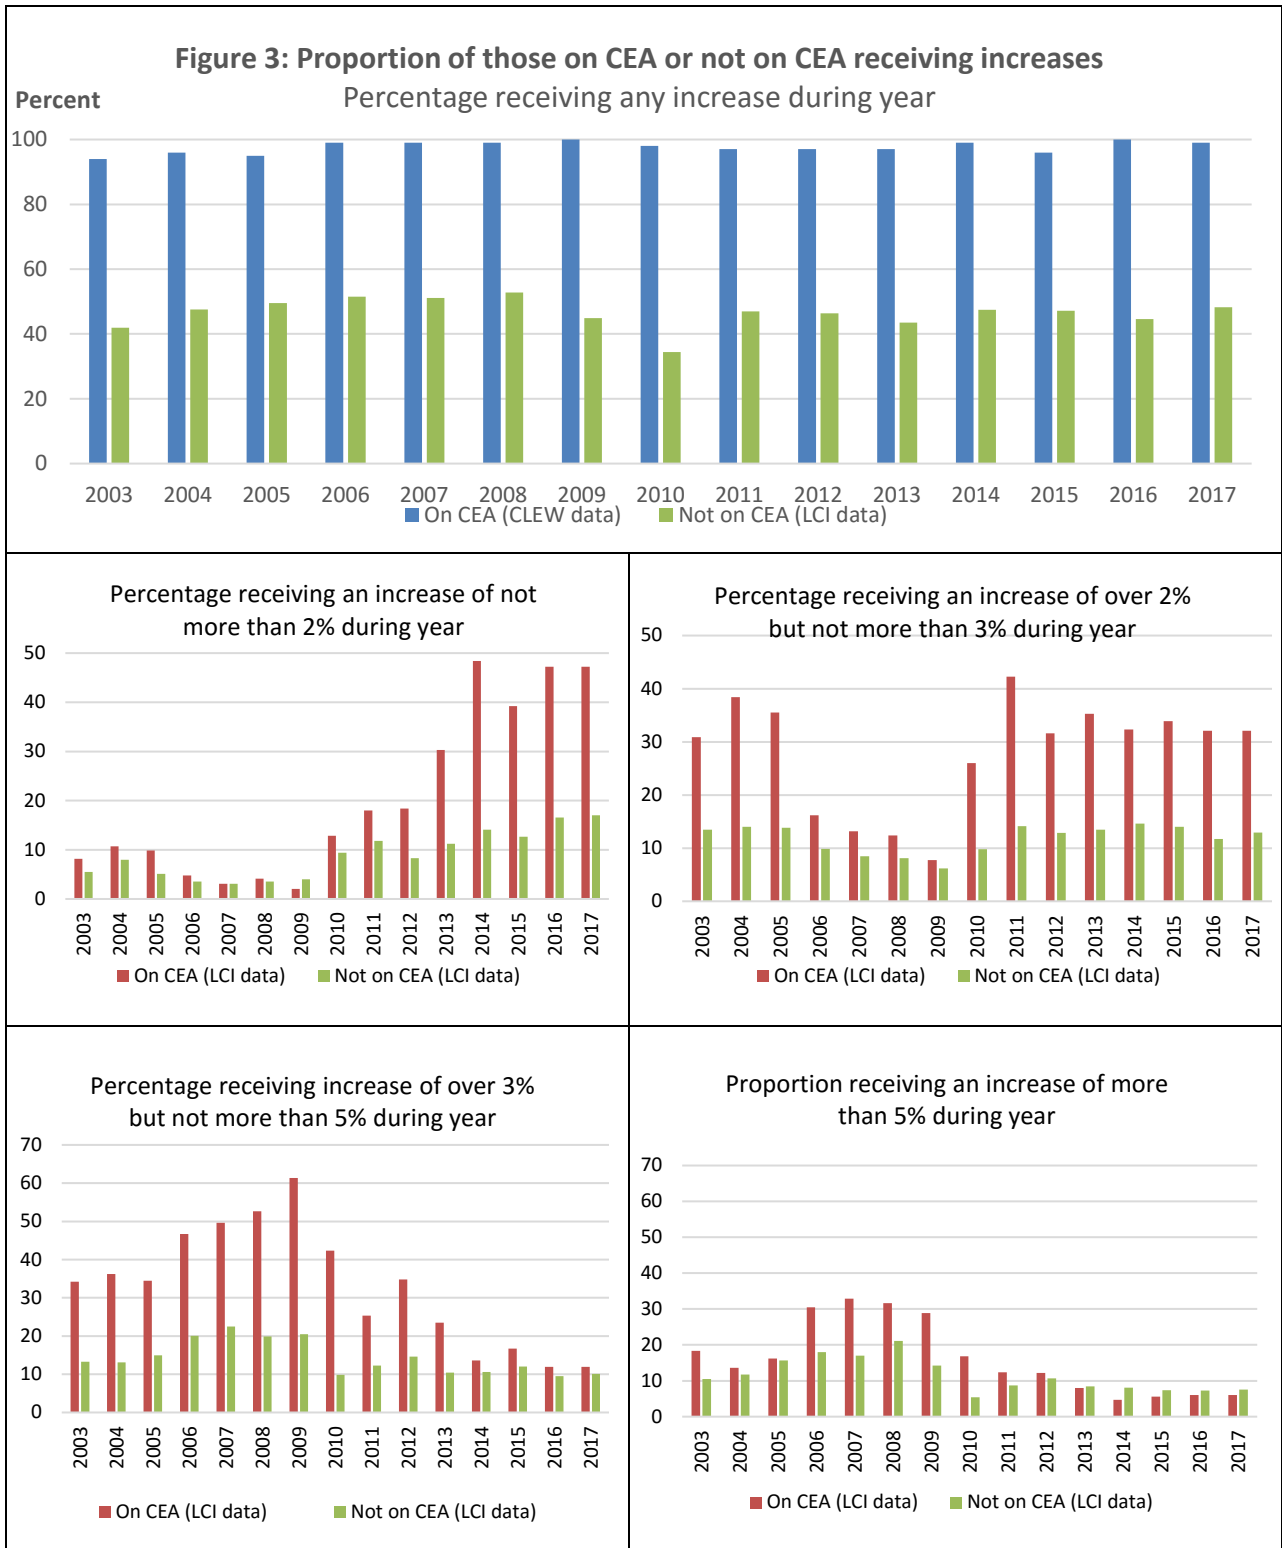 Figure 3: Proportion of those on CEA or not on CEA receiving increases
Percent
Percentage receiving any increase during year
100
80
60
40
20
0
2003 2004 2005 2006 2007 2008 2009 2010 2011 2012 2013 2014 2015 2016 2017
On CEA (CLEW data) Not on CEA (LCI data)
Percentage receiving an increase of not
more than 2% during year
50
40
30
20
10
0
2003 2004 2005 2006 2007 2008 2009 2010 2011 2012 2013 2014 2015 2016 2017
On CEA (LCI data) Not on CEA (LCI data)
Percentage receiving an increase of over 2%
but not more than 3% during year
50
40
30
20
10
0
2003 2004 2005 2006 2007 2008 2009 2010 2011 2012 2013 2014 2015 2016 2017
On CEA (LCI data) Not on CEA (LCI data)
Percentage receiving increase of over 3%
but not more than 5% during year
70
60
50
40
30
20
10
0
2003 2004 2005 2006 2007 2008 2009 2010 2011 2012 2013 2014 2015 2016 2017
On CEA (LCI data) Not on CEA (LCI data)
Proportion receiving an increase of more
than 5% during year
70
60
50
40
30
20
10
0
2003 2004 2005 2006 2007 2008 2009 2010 2011 2012 2013 2014 2015 2016 2017
On CEA (LCI data) Not on CEA (LCI data)